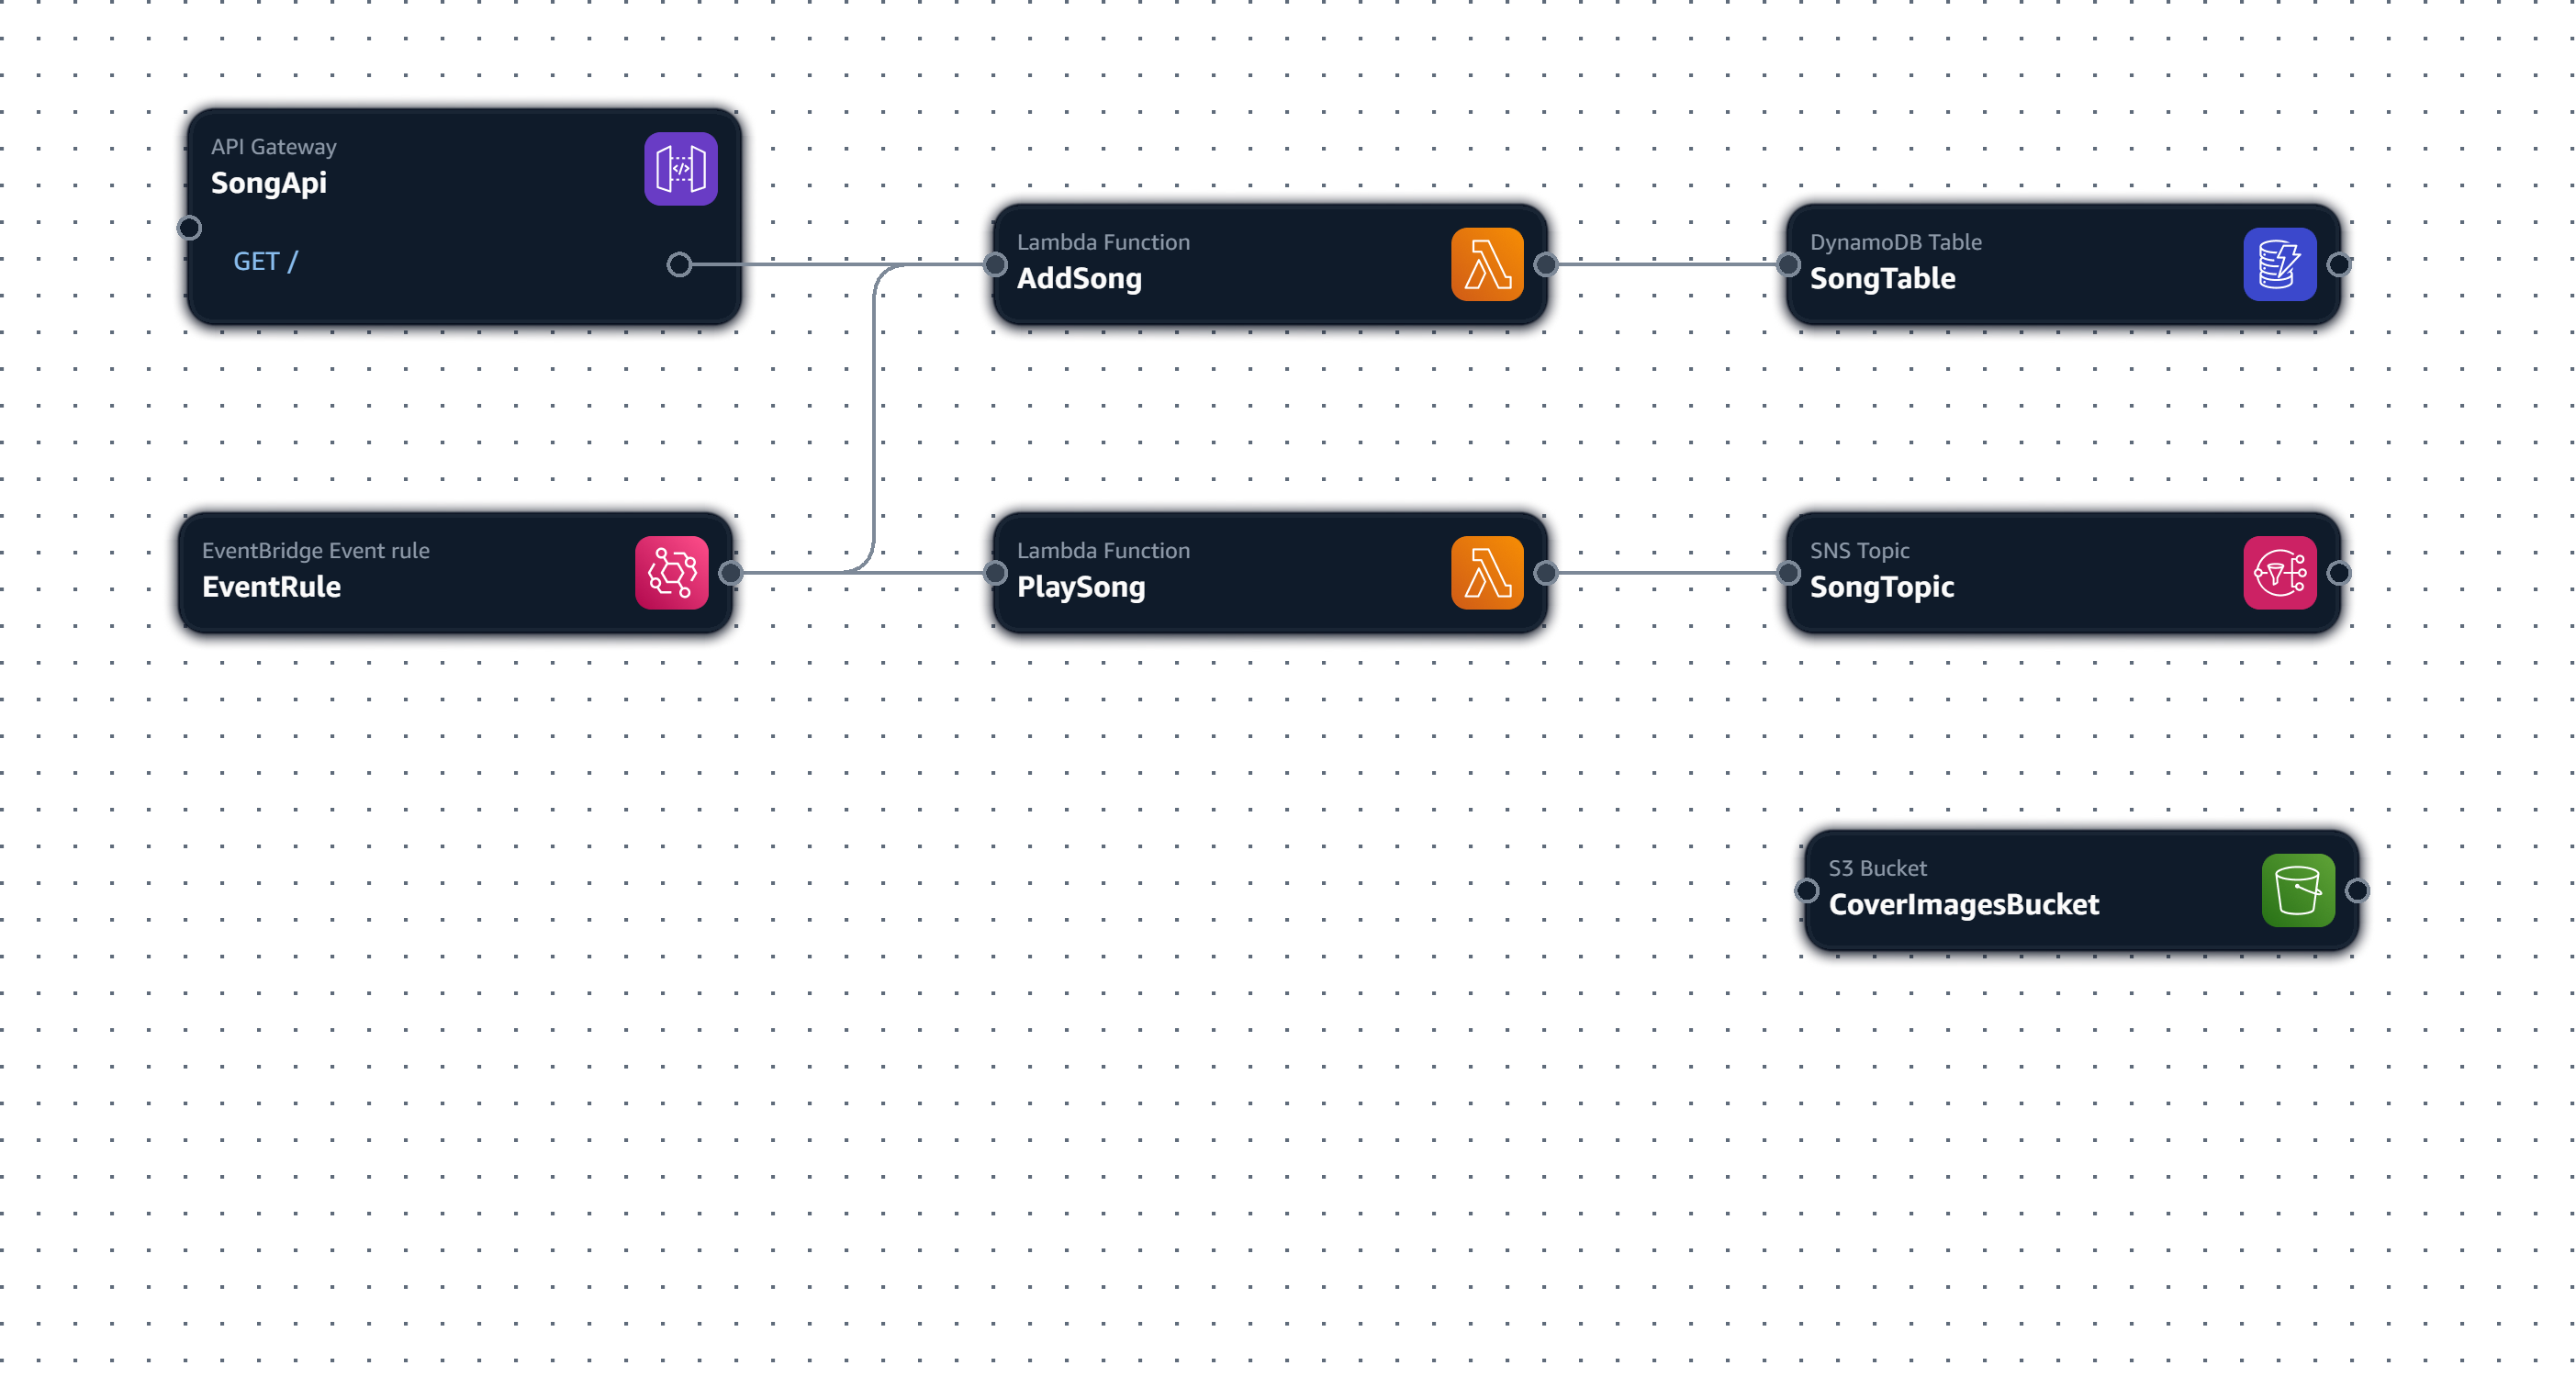 API Gateway
SongApi
GET /
Lambda Function
AddSong
DynamoDB Table
SongTable
EventBridge Event rule
EventRule
Lambda Function
PlaySong
SNS Topic
SongTopic
S3 Bucket
CoverImagesBucket